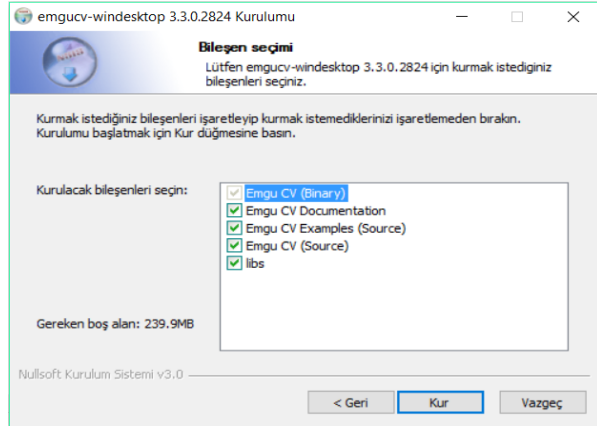 emgucv-windesktop 3.3.0.2824 Kurulumu
Bileşen seçimi
Lütfen emgucv-windesktop 3.3.0.2824 için kurmak istediginiz
bileşenleri seçiniz.
Kurmak istediğiniz bileşenleri işaretleyip kurmak istemediklerinizi işaretlemeden bırakın.
Kurulumu başlatmak için Kur düğmesine basın.
Kurulacak bileşenleri seçin:
Emgu CV (Binary)
Emgu CV Documentation
Emgu CV Examples (Source)
Emgu CV (Source)
libs
Gereken boş alan: 239.9MB
Nullsoft Kurulum Sistemi v3.0
< Geri
Kur
Vazgeç